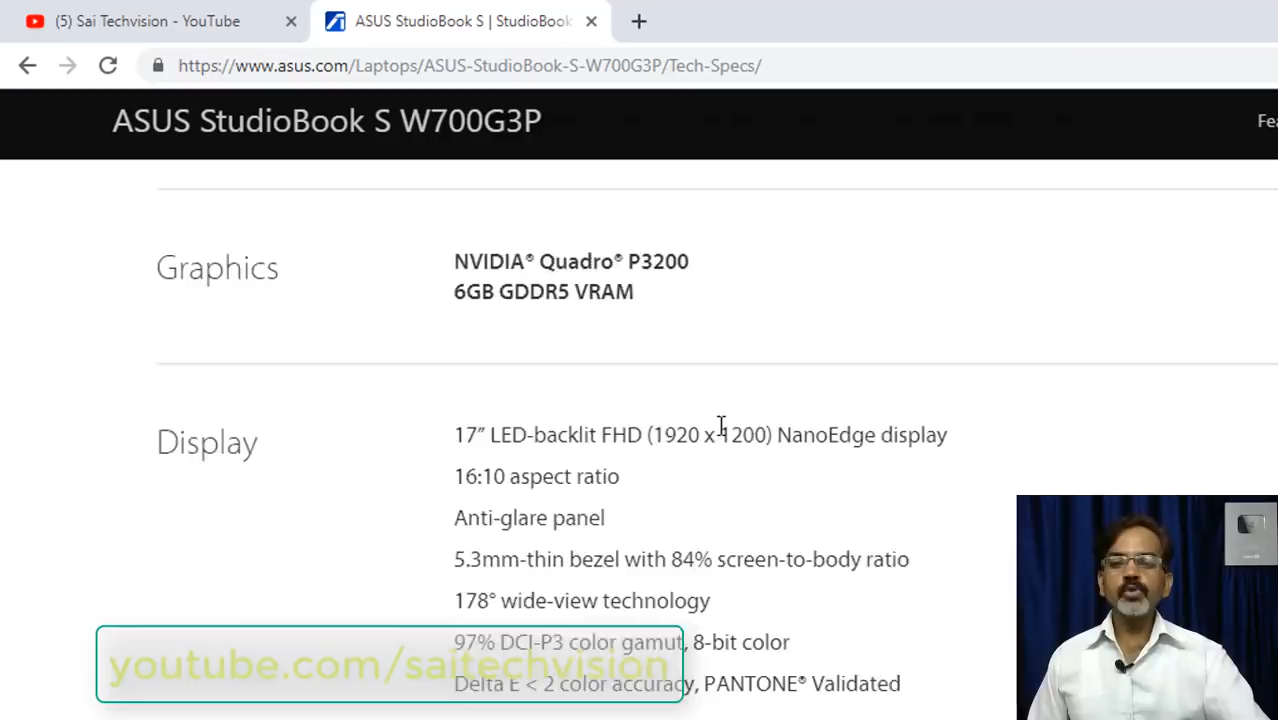 (5) Sai Techvision - YouTube
ASUS StudioBook S | StudioBook
https://www.asus.com/Laptops/ASUS-StudioBook-S-W700G3P/Tech-Specs/
ASUS StudioBook S W700G3P
Fea
Graphics
NVIDIA® Quadro® P3200
6GB GDDR5 VRAM
Display
17″ LED-backlit FHD (1920 x 1200) NanoEdge display
16:10 aspect ratio
Anti-glare panel
5.3mm-thin bezel with 84% screen-to-body ratio
178° wide-view technology
97% DCI-P3 color gamut, 8-bit color
youtube.com/saitechvision
Delta E < 2 color accuracy, PANTONE® Validated